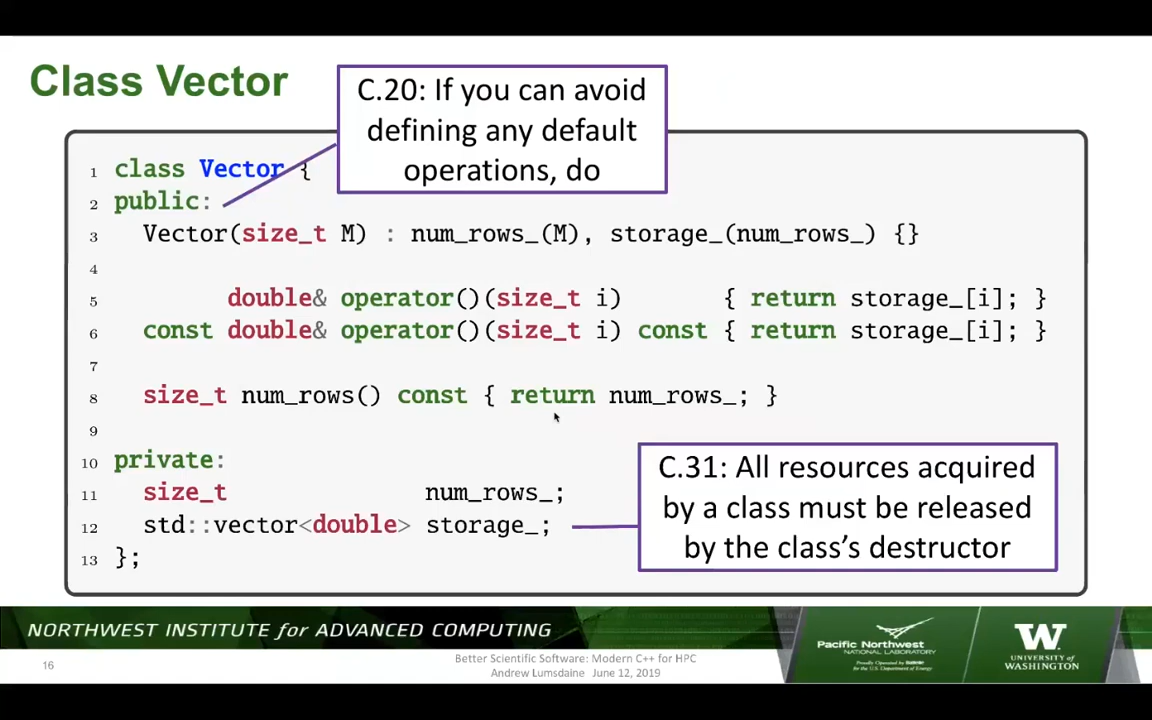 Class Vector
C.20: If you can avoid
defining any default
operations, do
1 class Vector {
2 public:
3 Vector(size_t M) : num_rows_(M), storage_(num_rows_) {}
4
5 double& operator()(size_t i) { return storage_[i]; }
6 const double& operator()(size_t i) const { return storage_[i]; }
7
8 size_t num_rows() const { return num_rows_; }
9
10 private:
11 size_t num_rows_;
12 std::vector<double> storage_;
13 };
C.31: All resources acquired
by a class must be released
by the class’s destructor
NORTHWEST INSTITUTE for ADVANCED COMPUTING
Pacific Northwest
NATIONAL LABORATORY
Proudly Operated by Battelle
for the U.S. Department of Energy
W
UNIVERSITY of
WASHINGTON
16
Better Scientific Software: Modern C++ for HPC
Andrew Lumsdaine June 12, 2019